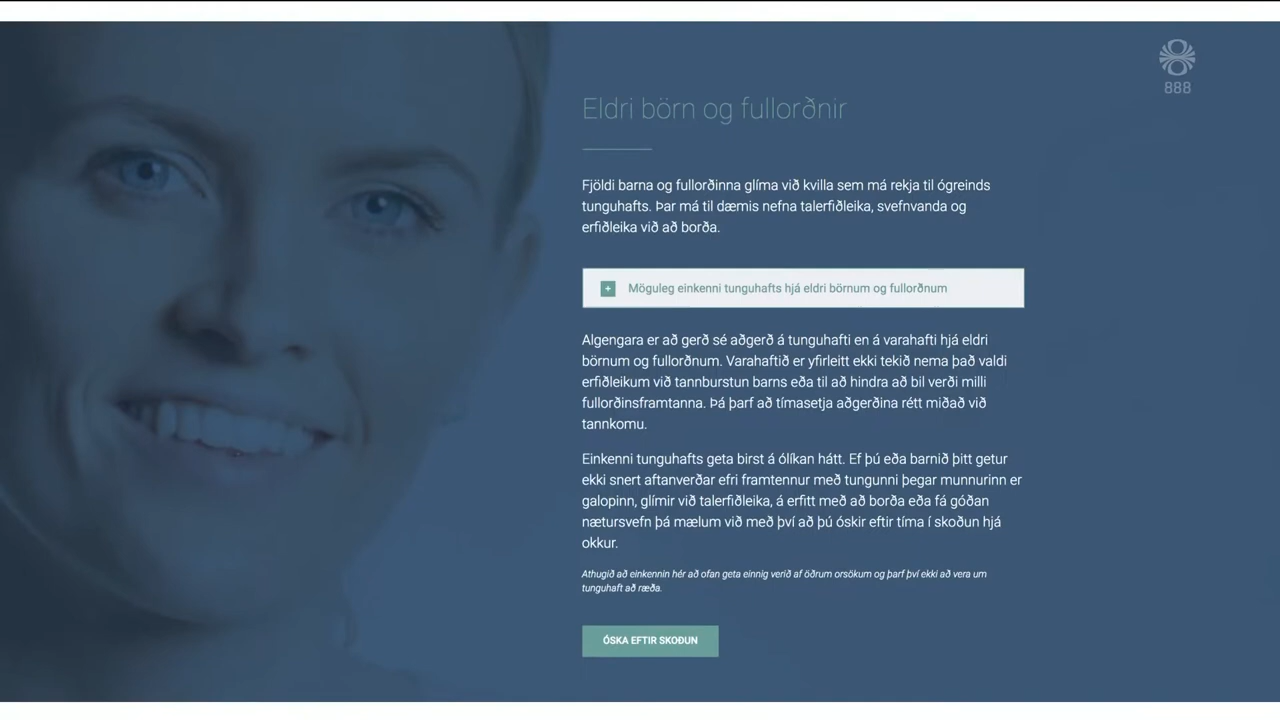 888
Eldri börn og fullorðnir
Fjöldi barna og fullorðinna glíma við kvilla sem má rekja til ógreinds
tunguhafts. Þar má til dæmis nefna talerfiðleika, svefnvanda og
erfiðleika við að borða.
Möguleg einkenni tunguhafts hjá eldri börnum og fullorðnum
Algengara er að gerð sé aðgerð á tunguhafti en á varahafti hjá eldri
börnum og fullorðnum. Varahaftið er yfirleitt ekki tekið nema það valdi
erfiðleikum við tannburstun barns eða til að hindra að bil verði milli
fullorðinsframtanna. Þá þarf að tímasetja aðgerðina rétt miðað við
tannkomu.
Einkenni tunguhafts geta birst á ólíkan hátt. Ef þú eða barnið þitt getur
ekki snert aftanverðar efri framtennur með tungunni þegar munnurinn er
galopinn, glímir við talerfiðleika, á erfitt með að borða eða fá góðan
nætursvefn þá mælum við með því að þú óskir eftir tíma í skoðun hjá
okkur.
Athugið að einkennin hér að ofan geta einnig verið af öðrum orsökum og þarf því ekki að vera um
tunguhaft að ræða.
ÓSKA EFTIR SKOÐUN